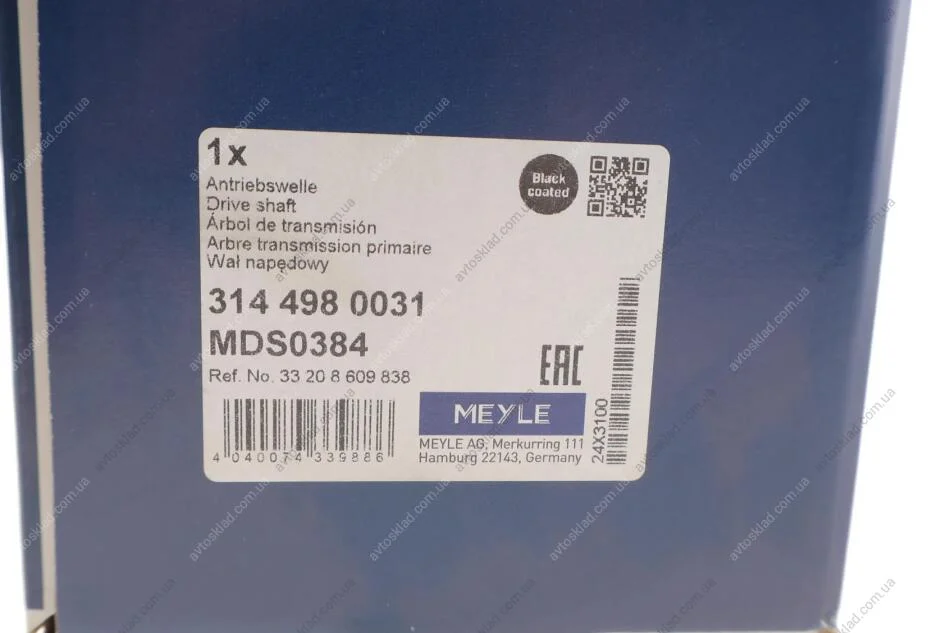 1x
Antriebswelle
Drive shaft
Árbol de transmisión
Arbre transmission primaire
Wał napędowy
Black
coated
314 498 0031
MDS0384
Ref. No. 33 20 8 609 838
EAC
MEYLE
MEYLE AG, Merkurring 111
Hamburg 22143, Germany
4 040074 339886
24X3100
avtosklad.com.ua